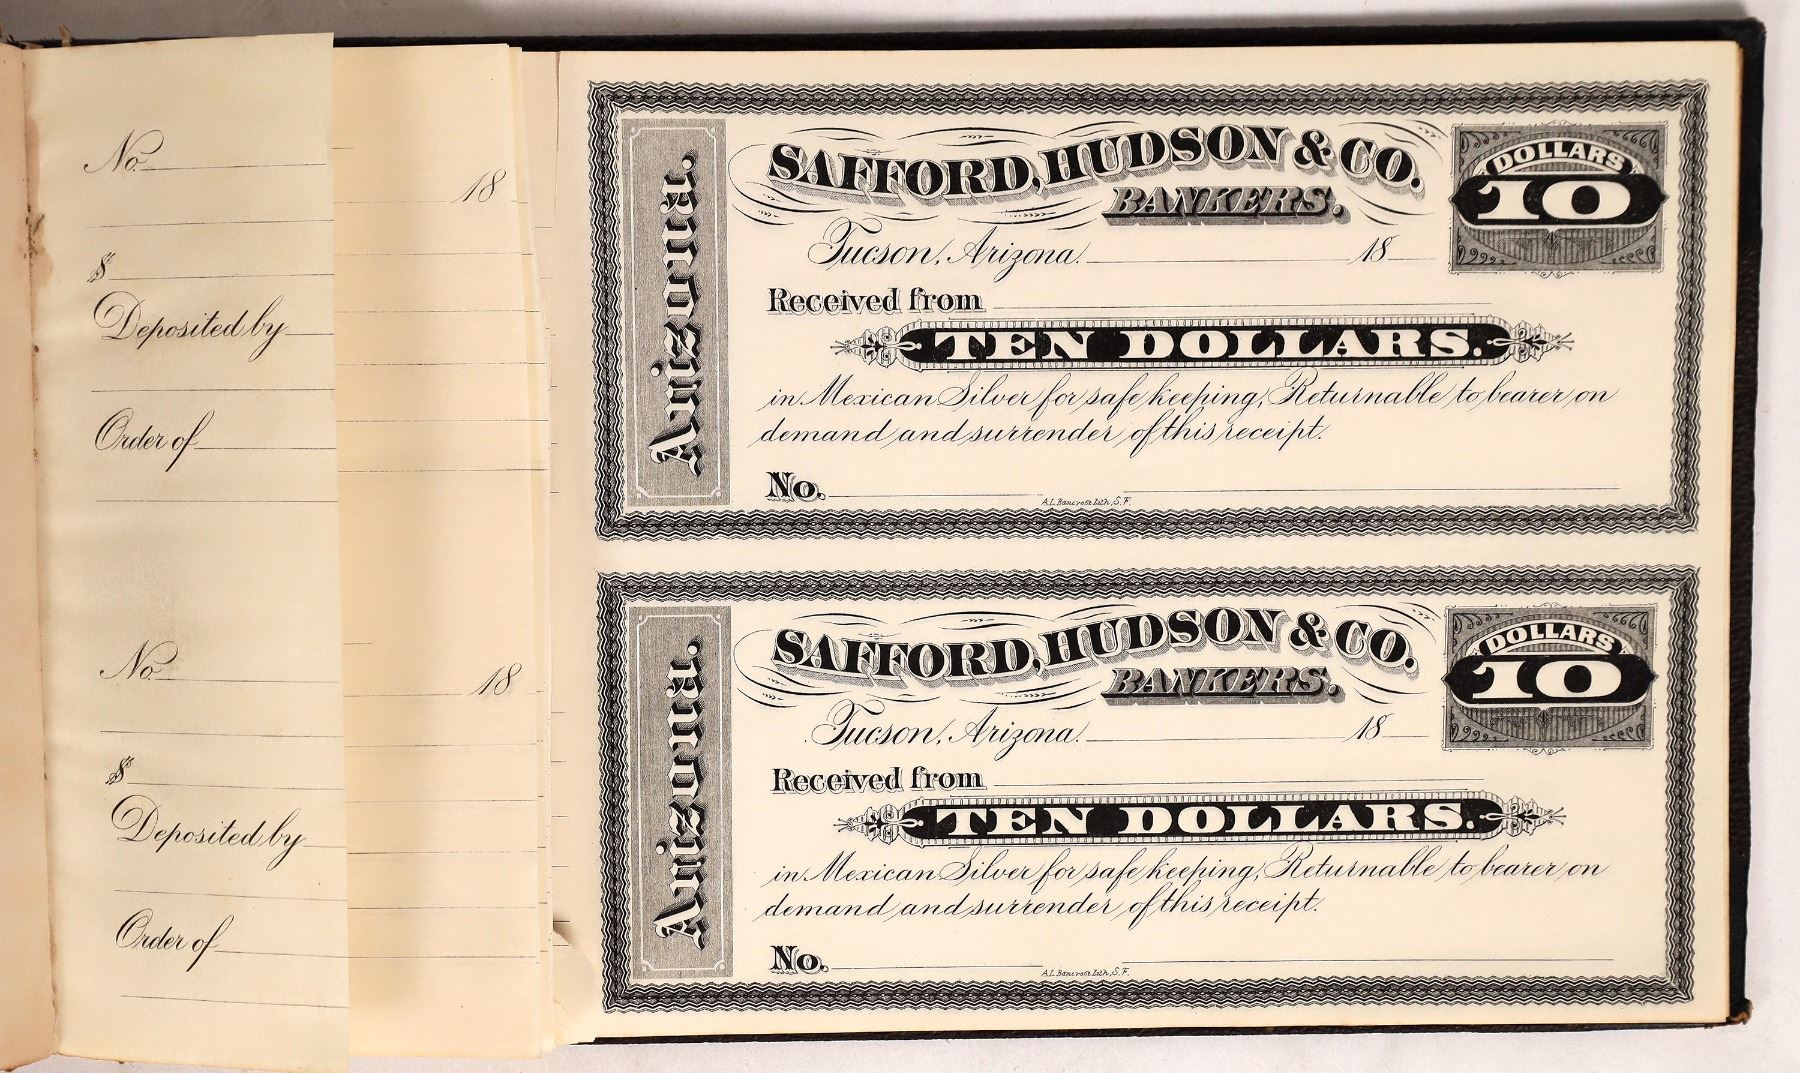 No.
$
Deposited by
Order of
No.
$
Deposited by
Order of
18
18
Arizona.
SAFFORD, HUDSON & CO.
BANKERS.
DOLLARS
10
Tucson, Arizona. 18
Received from
TEN DOLLARS.
in Mexican Silver for safe keeping, Returnable to bearer on
demand and surrender of this receipt.
No.
A.L. Bancroft Lith, S.F.
Arizona.
SAFFORD, HUDSON & CO.
BANKERS.
DOLLARS
10
Tucson, Arizona. 18
Received from
TEN DOLLARS.
in Mexican Silver for safe keeping, Returnable to bearer on
demand and surrender of this receipt.
No.
A.L. Bancroft Lith, S.F.